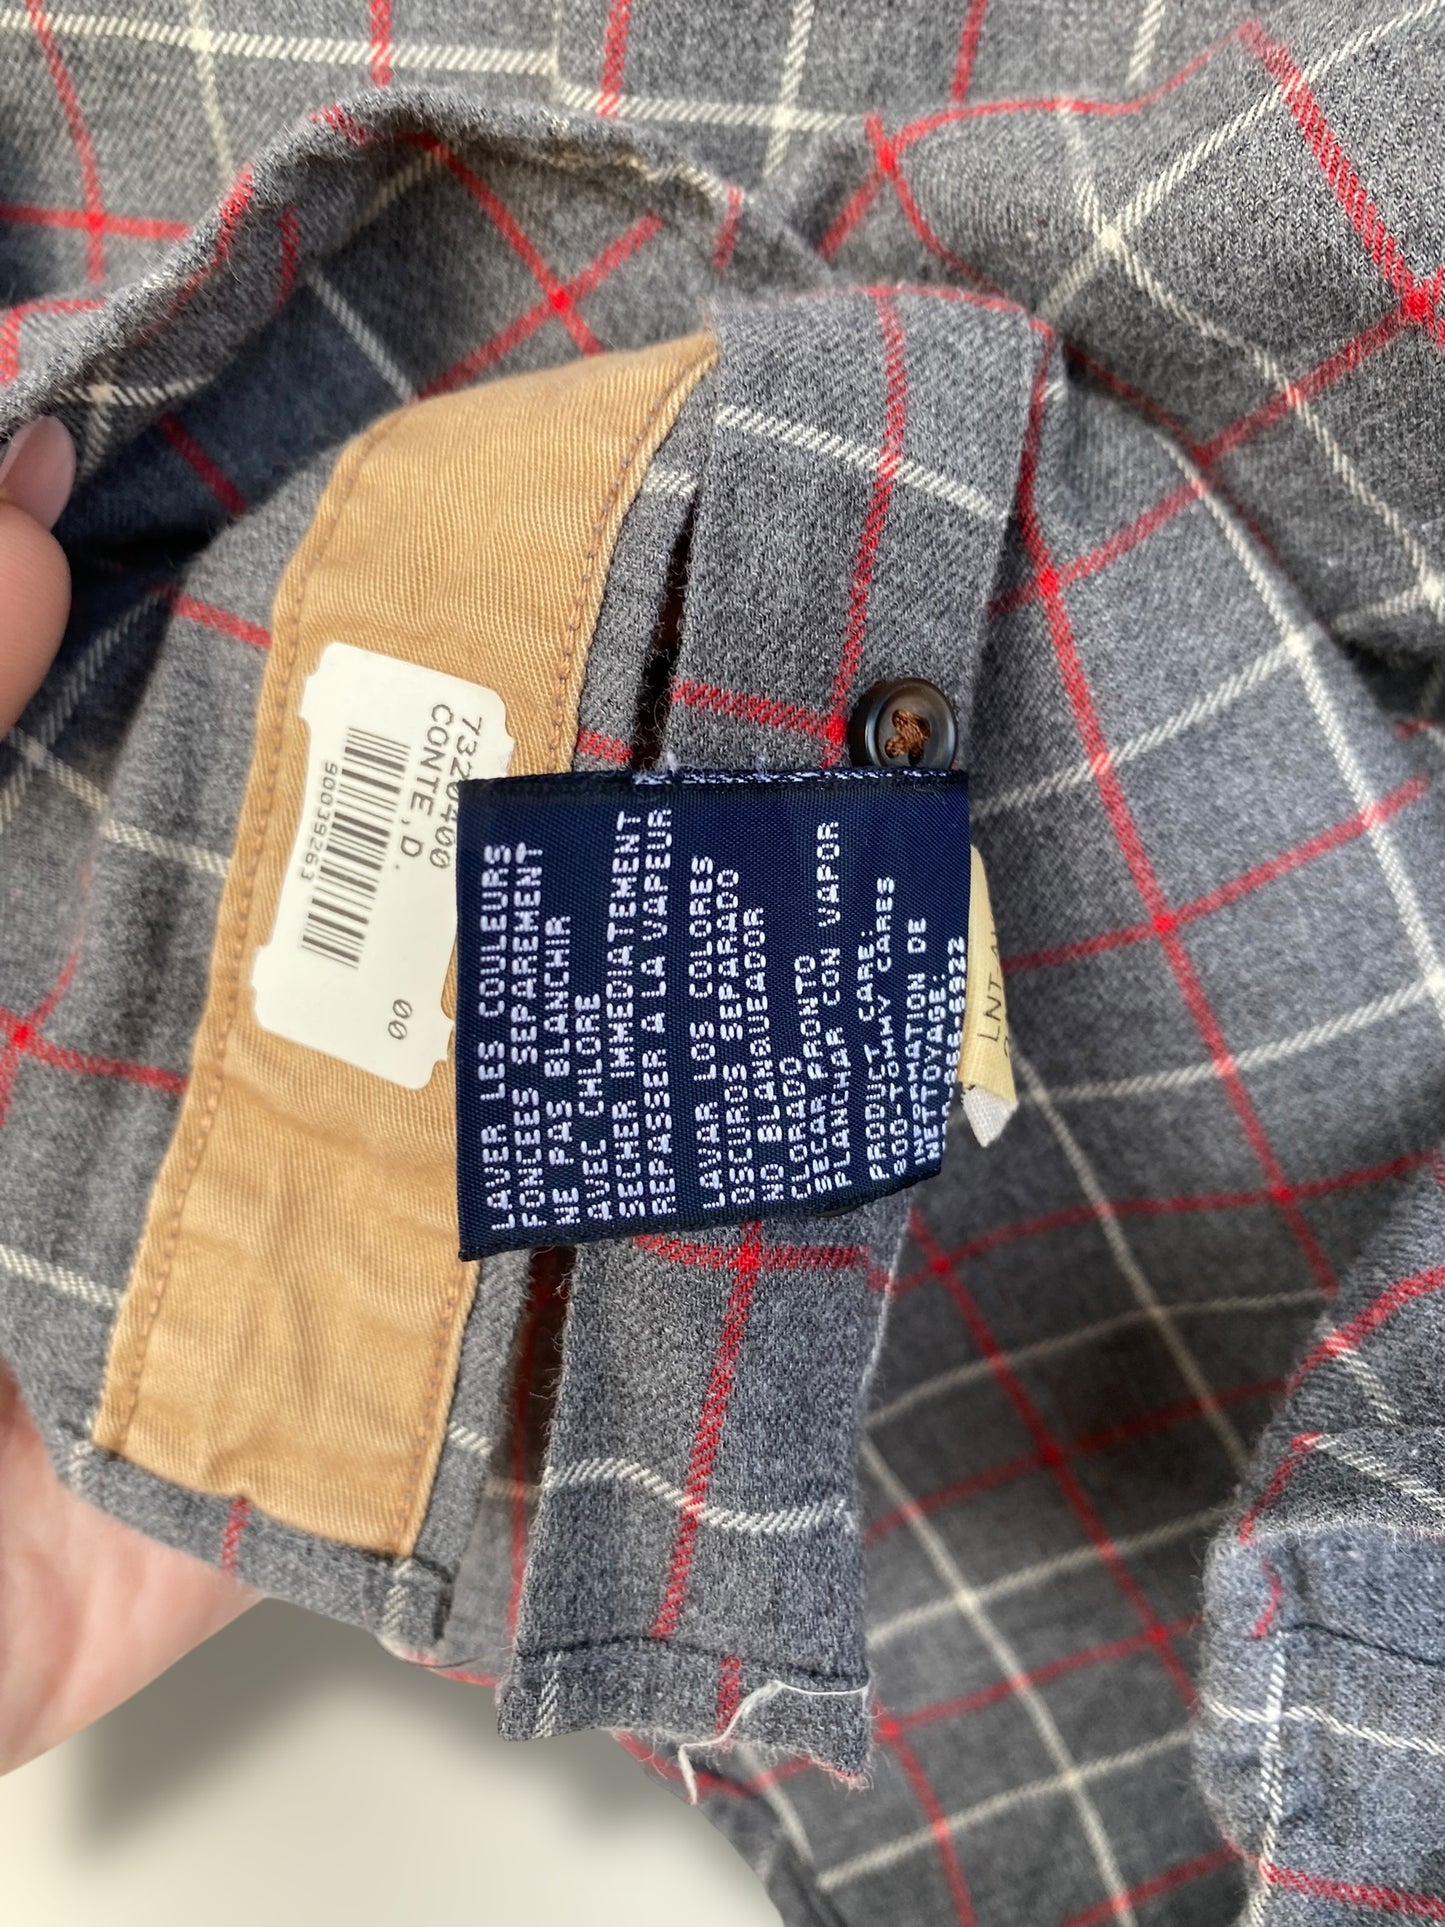 CONTE,D.
90039263
00
LAVER LES COULEURS
FONCEES SEPAREMENT
NE PAS BLANCHIR
AVEC CHLORE
SECHER IMMEDIATEMENT
REPASSER A LA VAPEUR
LAVAR LOS COLORES
OSCUROS SEPARADO
NO BLANQUEADOR
CLORADO
SECAR PRONTO
PLANCHAR CON VAPOR
PRODUCT CARE:
800-TOMMY CARES
INFORMATION DE
NETTOYAGE:
LNT